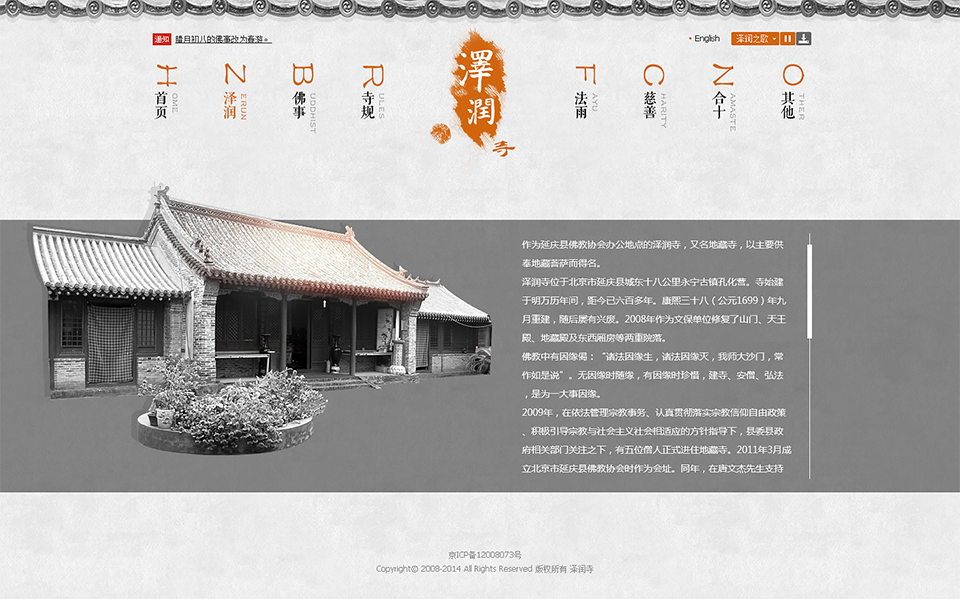 通知 腊月初八的佛事改为春游。
English 泽润之歌
HOME 首页
ZERUN 泽润
BUDDHIST 佛事
RULES 寺规
澤潤寺
FAYU 法雨
CHARITY 慈善
NAMASTE 合十
OTHER 其他
作为延庆县佛教协会办公地点的泽润寺，又名地藏寺，以主要供
奉地藏菩萨而得名。
泽润寺位于北京市延庆县城东十八公里永宁古镇孔化营。寺始建
于明万历年间，距今已六百多年。康熙三十八（公元1699）年九
月重建，随后屡有兴废。2008年作为文保单位修复了山门、天王
殿、地藏殿及东西厢房等两重院落。
佛教中有因缘偈：“诸法因缘生，诸法因缘灭，我师大沙门，常
作如是说”。无因缘时随缘，有因缘时珍惜，建寺、安僧、弘法
，是为一大事因缘。
2009年，在依法管理宗教事务、认真贯彻落实宗教信仰自由政策
、积极引导宗教与社会主义社会相适应的方针指导下，县委县政
府相关部门关注之下，有五位僧人正式进住地藏寺。2011年3月成
立北京市延庆县佛教协会时作为会址。同年，在唐文杰先生支持
京ICP备12008073号
Copyright© 2008-2014 All Rights Reserved 版权所有 泽润寺